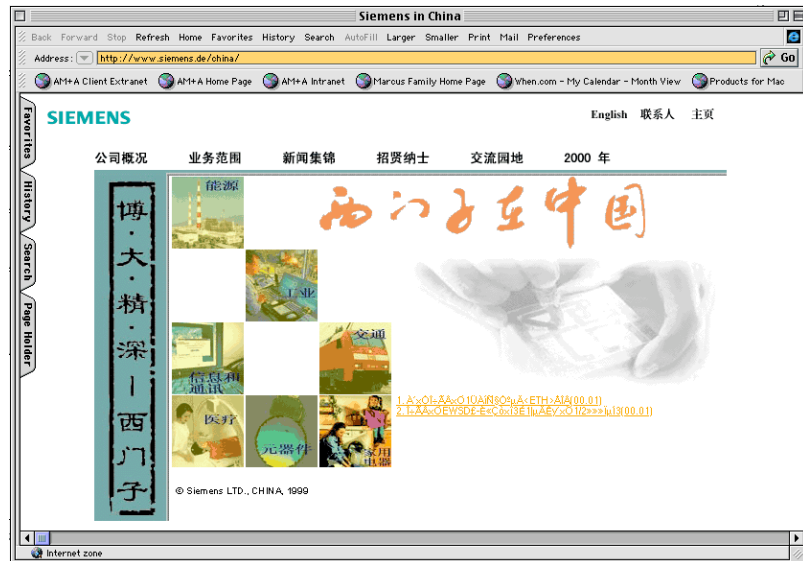 Siemens in China
Back Forward Stop Refresh Home Favorites History Search AutoFill Larger Smaller Print Mail Preferences
Address: http://www.siemens.de/china/ Go
AM+A Client Extranet AM+A Home Page AM+A Intranet Marcus Family Home Page When.com - My Calendar - Month View Products for Mac
Favorites
History
Search
Page Holder
SIEMENS
English 联系人 主页
公司概况 业务范围 新闻集锦 招贤纳士 交流园地 2000 年
博·大·精·深—西门子
西门子在中国
能源
工业
信息和
通讯
交通
医疗
元器件
家用
电器
© Siemens LTD., CHINA, 1999
Internet zone